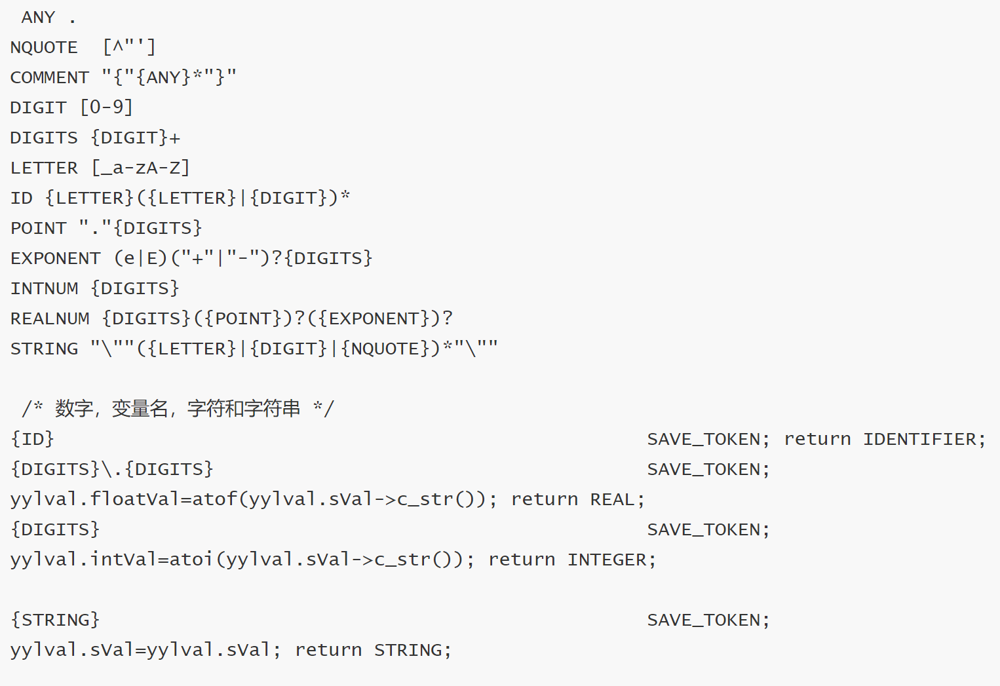 ANY .
NQUOTE  [^"']
COMMENT "{"{ANY}*"}"
DIGIT [0-9]
DIGITS {DIGIT}+
LETTER [_a-zA-Z]
ID {LETTER}({LETTER}|{DIGIT})*
POINT "."{DIGITS}
EXPONENT (e|E)("+"|"-")?{DIGITS}
INTNUM {DIGITS}
REALNUM {DIGITS}({POINT})?({EXPONENT})?
STRING "\""({LETTER}|{DIGIT}|{NQUOTE})*"\""
/* 数字，变量名，字符和字符串 */
{ID} SAVE_TOKEN; return IDENTIFIER;
{DIGITS}\.{DIGITS} SAVE_TOKEN;
yylval.floatVal=atof(yylval.sVal->c_str()); return REAL;
{DIGITS} SAVE_TOKEN;
yylval.intVal=atoi(yylval.sVal->c_str()); return INTEGER;
{STRING} SAVE_TOKEN;
yylval.sVal=yylval.sVal; return STRING;